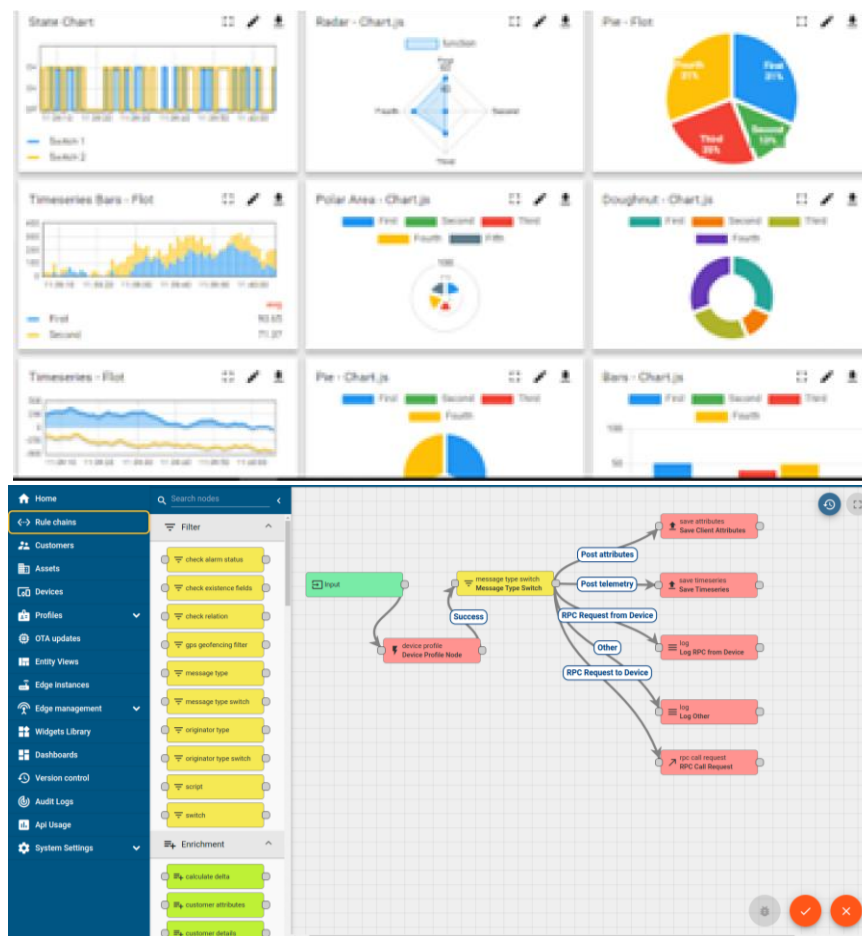 State Chart
Switch 1
Switch 2
Radar - Chart.js
function
Fourth
Second
Third
Pie - Flot
Fourth
First
31%
Second
Third
Timeseries Bars - Flot
avg
First
Second
Polar Area - Chart.js
First Second Third
Fourth Fifth
100
Doughnut - Chart.js
First Second Third
Fourth
Timeseries - Flot
Pie - Chart.js
First Second Third
Fourth
Bars - Chart.js
First Second Third
Fourth
100
50
Home
Rule chains
Customers
Assets
Devices
Profiles
OTA updates
Entity Views
Edge instances
Edge management
Widgets Library
Dashboards
Version control
Audit Logs
Api Usage
System Settings
Search nodes
Filter
check alarm status
check existence fields
check relation
gps geofencing filter
message type
message type switch
originator type
originator type switch
script
switch
Enrichment
calculate delta
customer attributes
customer details
Input
device profile
Device Profile Node
Success
message type switch
Message Type Switch
Post attributes
Post telemetry
RPC Request from Device
Other
RPC Request to Device
save attributes
Save Client Attributes
save timeseries
Save Timeseries
log
Log RPC from Device
log
Log Other
rpc call request
RPC Call Request